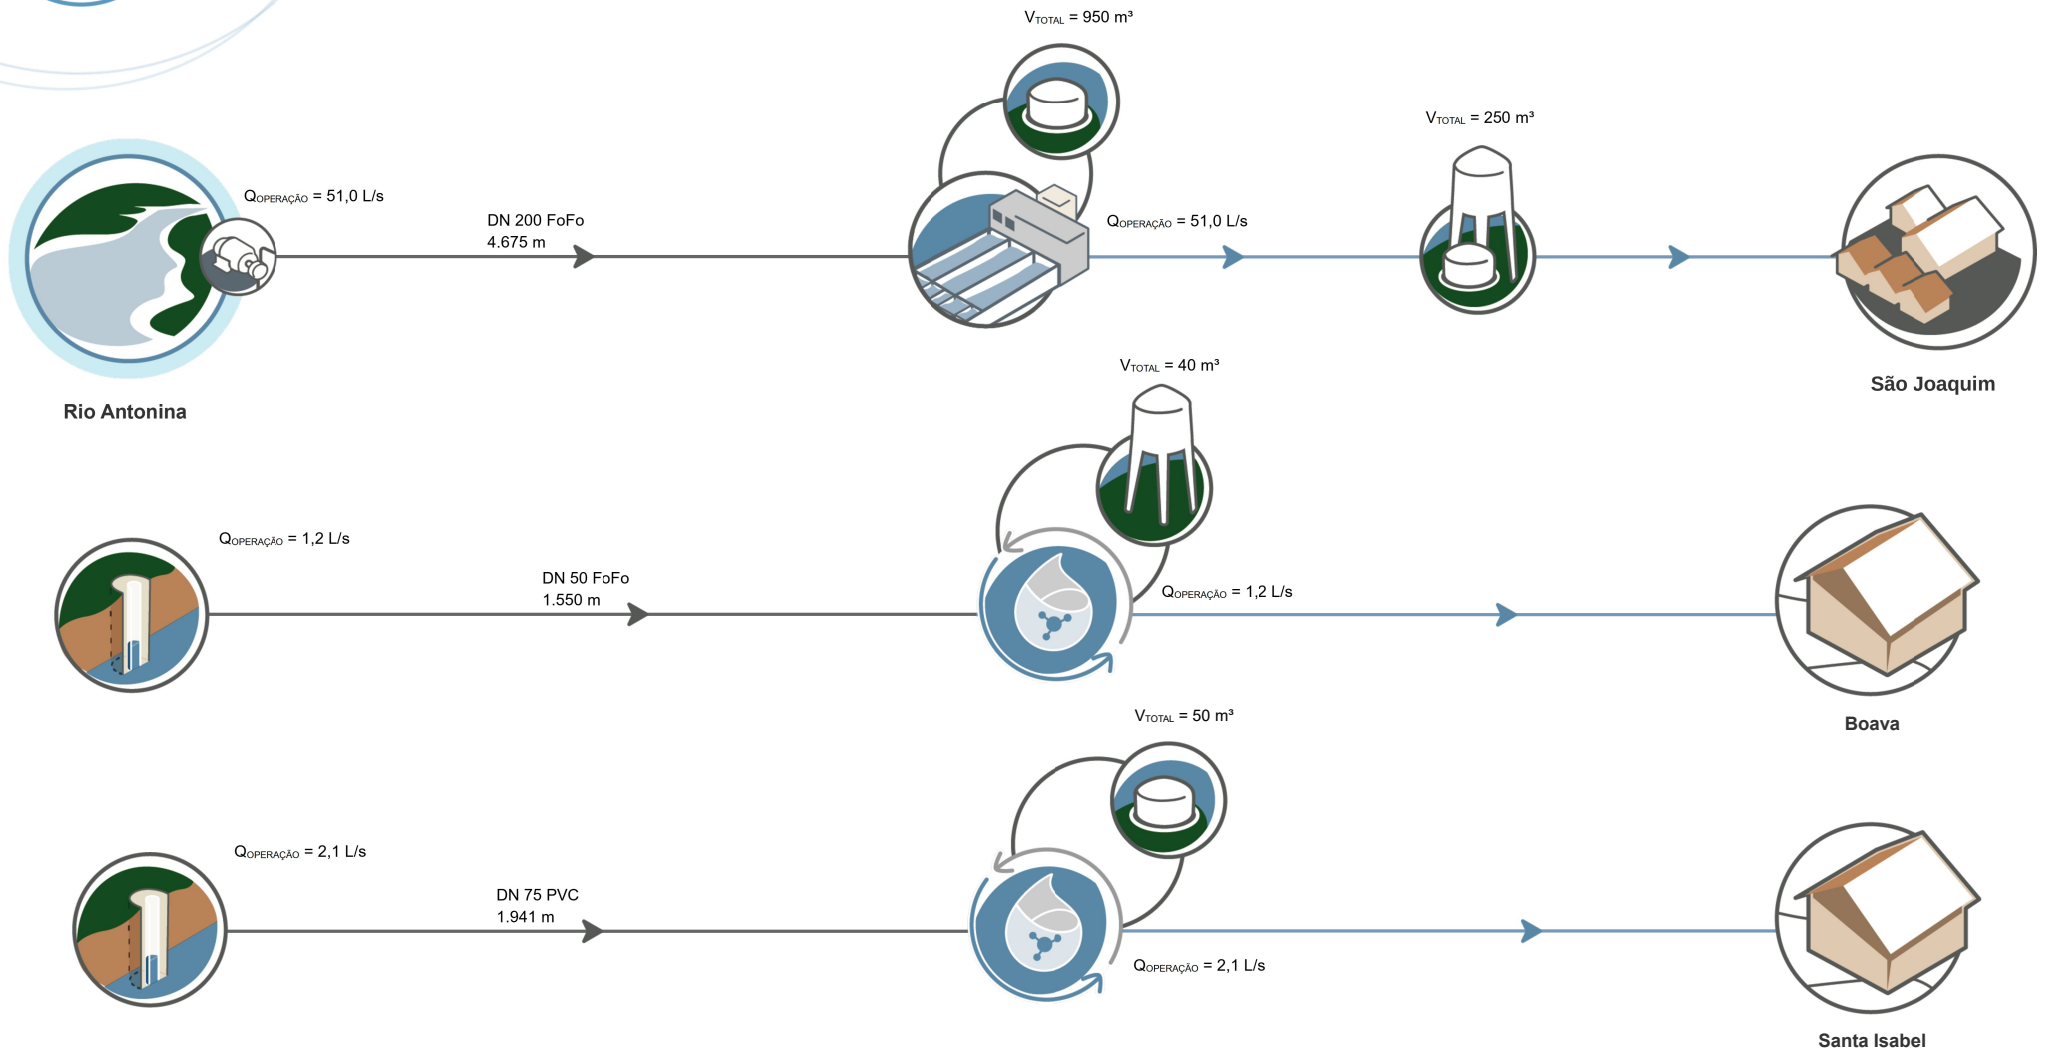 VTOTAL = 950 m³
VTOTAL = 250 m³
QOPERAÇÃO = 51,0 L/s
DN 200 FoFo
4.675 m
QOPERAÇÃO = 51,0 L/s
Rio Antonina
São Joaquim
VTOTAL = 40 m³
QOPERAÇÃO = 1,2 L/s
DN 50 FoFo
1.550 m
QOPERAÇÃO = 1,2 L/s
Boava
VTOTAL = 50 m³
QOPERAÇÃO = 2,1 L/s
DN 75 PVC
1.941 m
QOPERAÇÃO = 2,1 L/s
Santa Isabel